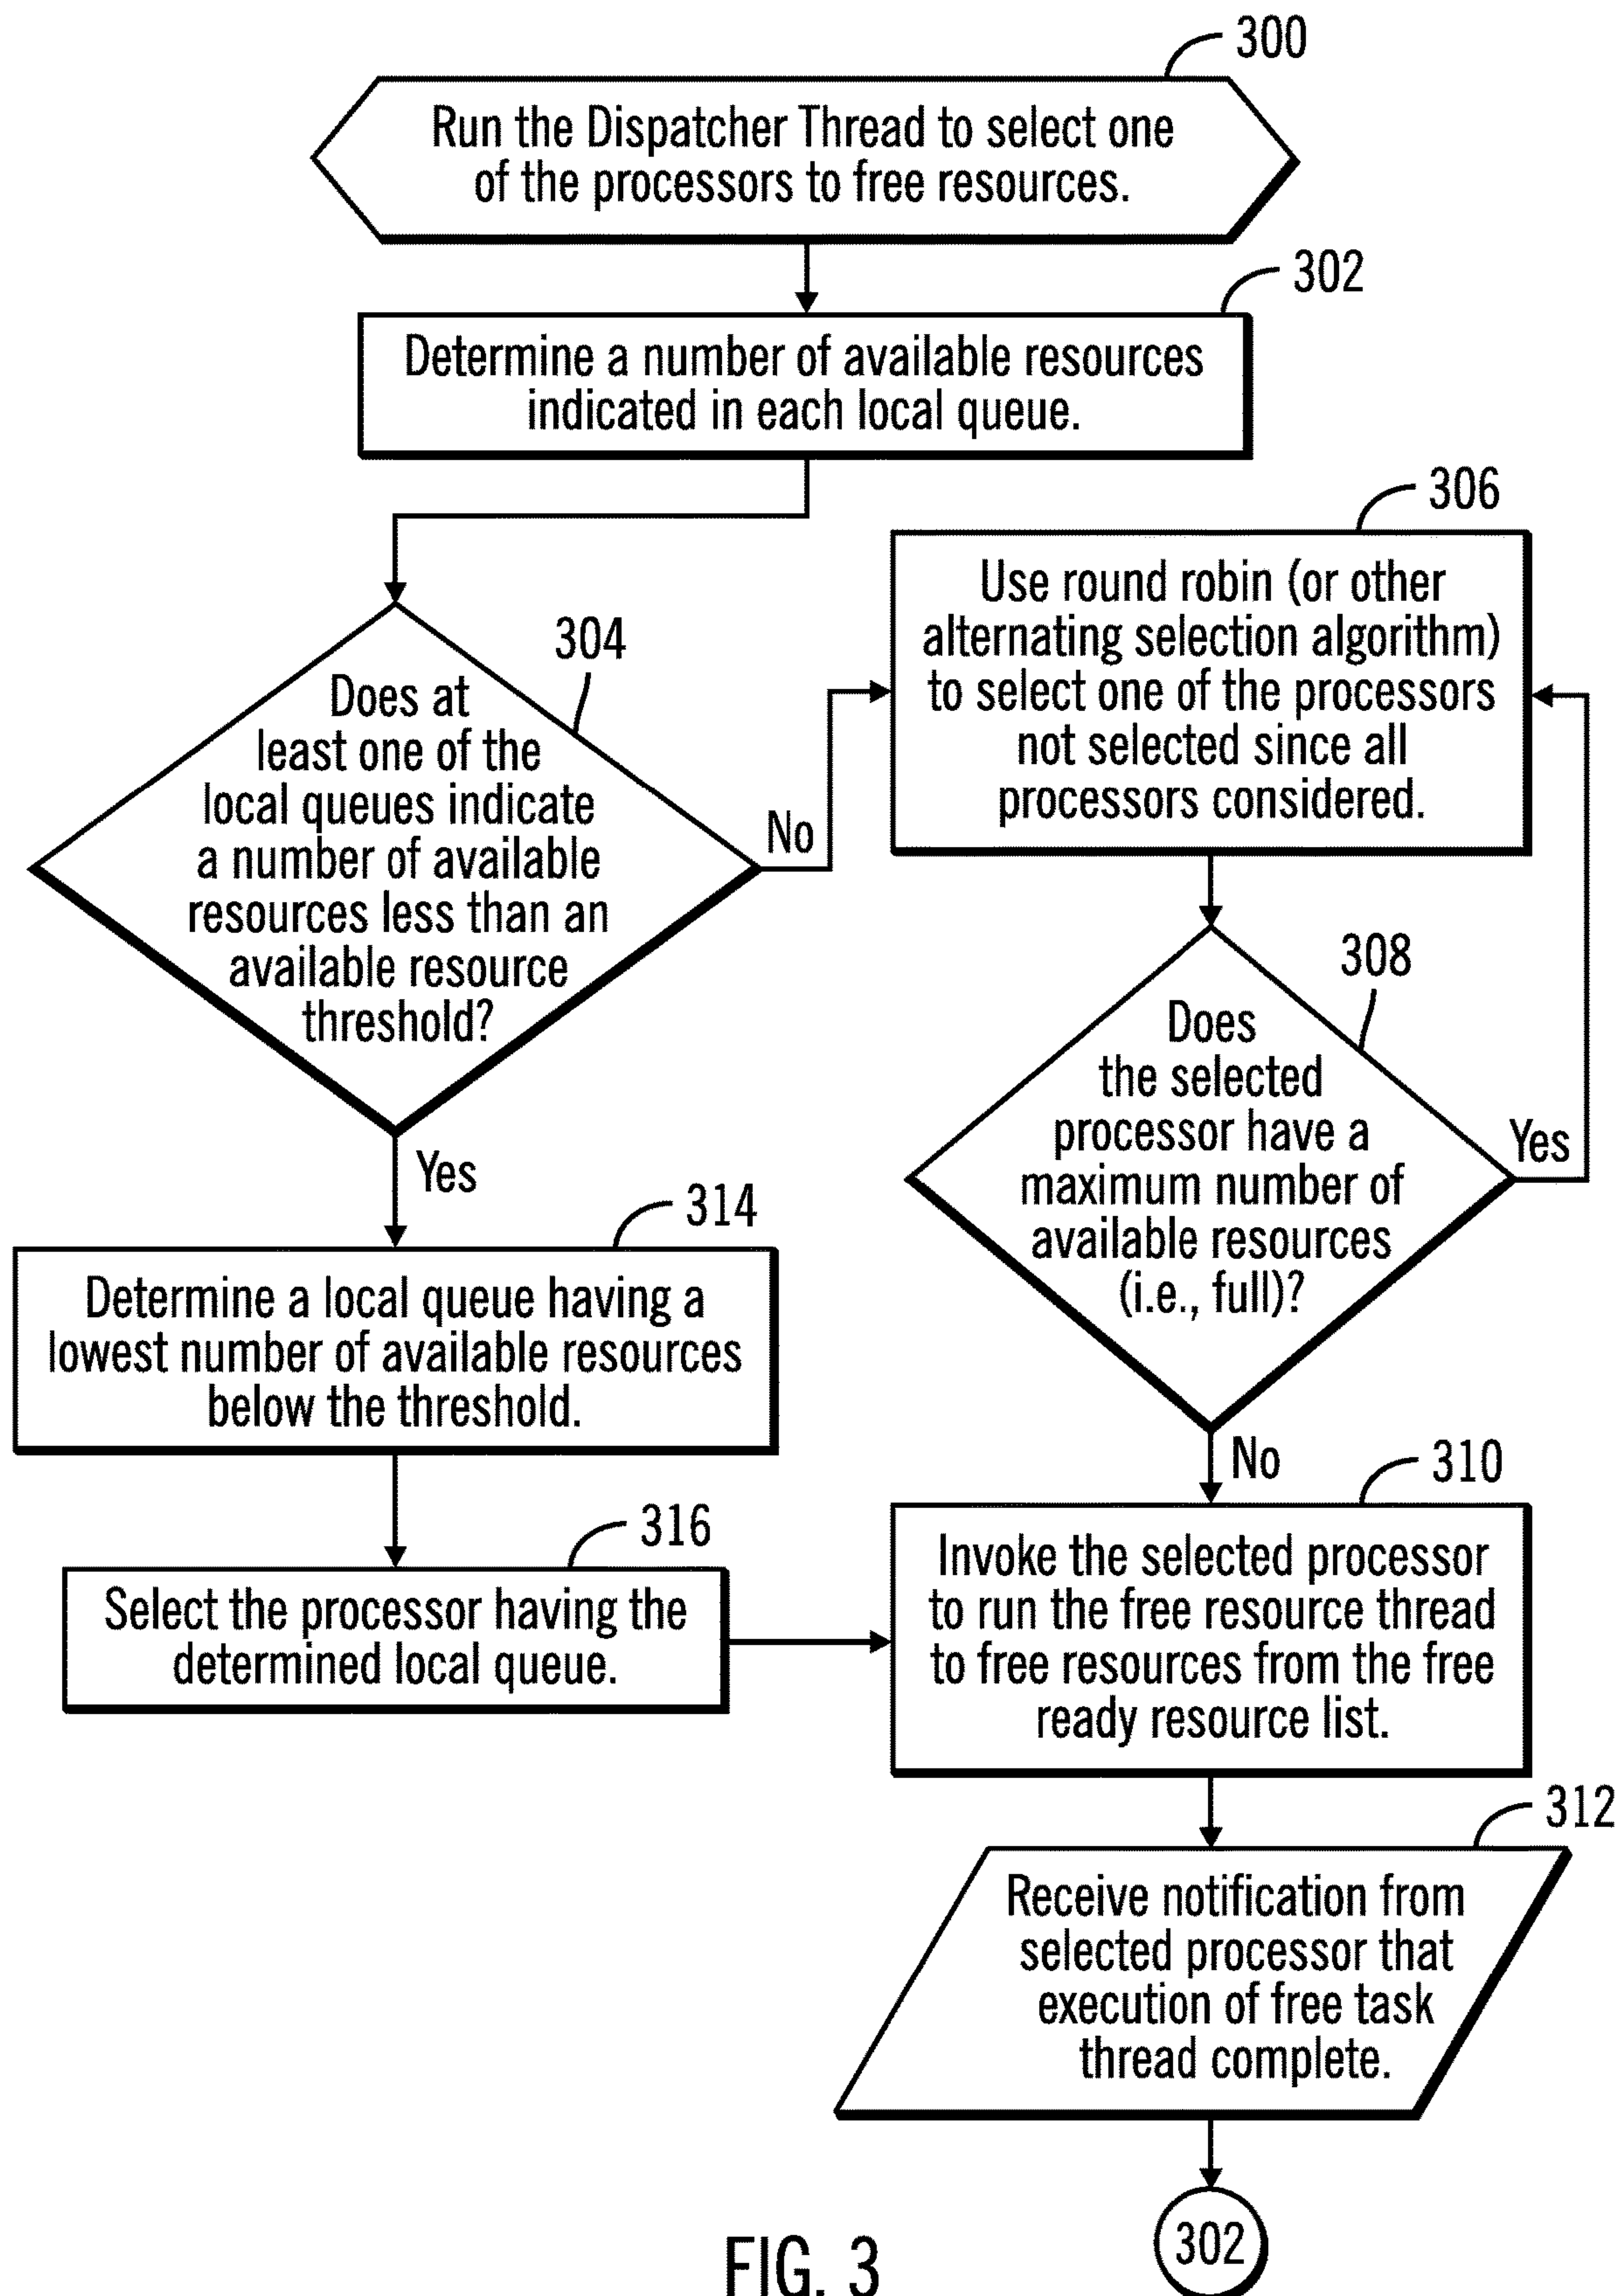 300
Run the Dispatcher Thread to select one
of the processors to free resources.
302
Determine a number of available resources
indicated in each local queue.
304
Does at
least one of the
local queues indicate
a number of available
resources less than an
available resource
threshold?
No
Yes
306
Use round robin (or other
alternating selection algorithm)
to select one of the processors
not selected since all
processors considered.
308
Does
the selected
processor have a
maximum number of
available resources
(i.e., full)?
Yes
No
314
Determine a local queue having a
lowest number of available resources
below the threshold.
316
Select the processor having the
determined local queue.
310
Invoke the selected processor
to run the free resource thread
to free resources from the free
ready resource list.
312
Receive notification from
selected processor that
execution of free task
thread complete.
302
FIG. 3